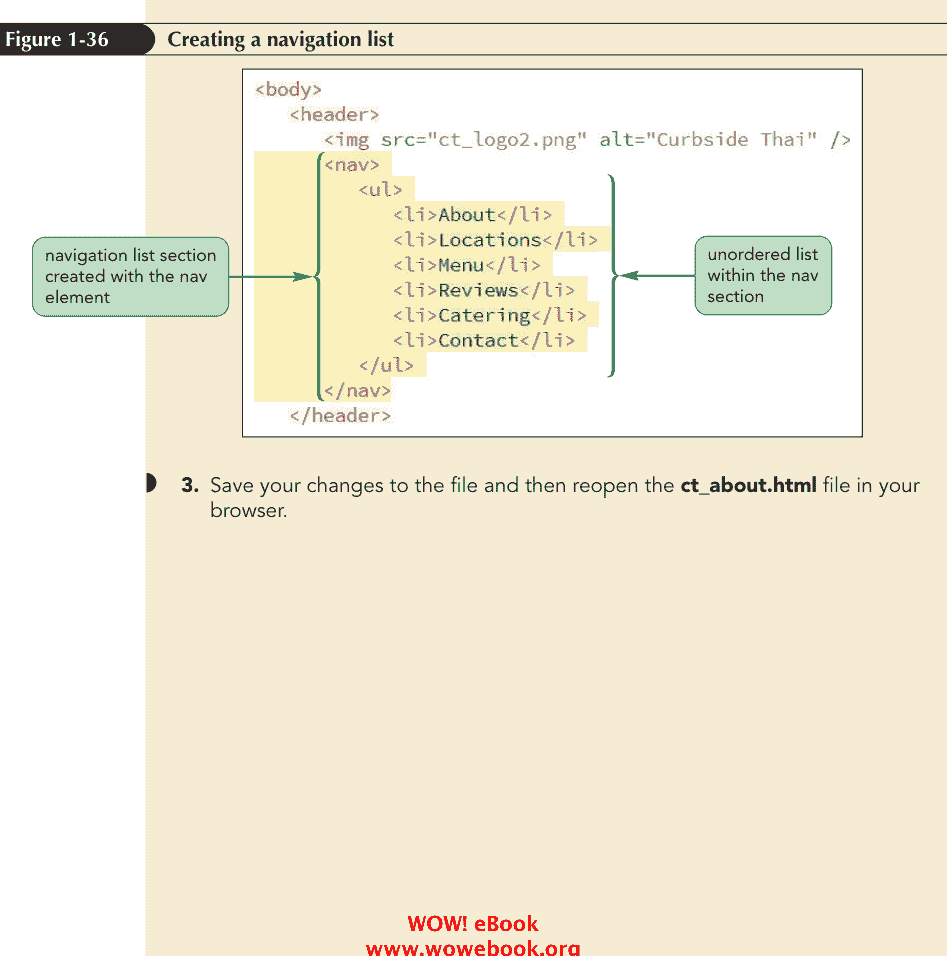 Figure 1-36
Creating a navigation list
<body>
<header>
<img src="ct_logo2.png" alt="Curbside Thai" />
<nav>
<ul>
<li>About</li>
<li>Locations</li>
<li>Menu</li>
<li>Reviews</li>
<li>Catering</li>
<li>Contact</li>
</ul>
</nav>
</header>
navigation list section
created with the nav
element
unordered list
within the nav
section
3. Save your changes to the file and then reopen the ct_about.html file in your
browser.
WOW! eBook
www.wowebook.org